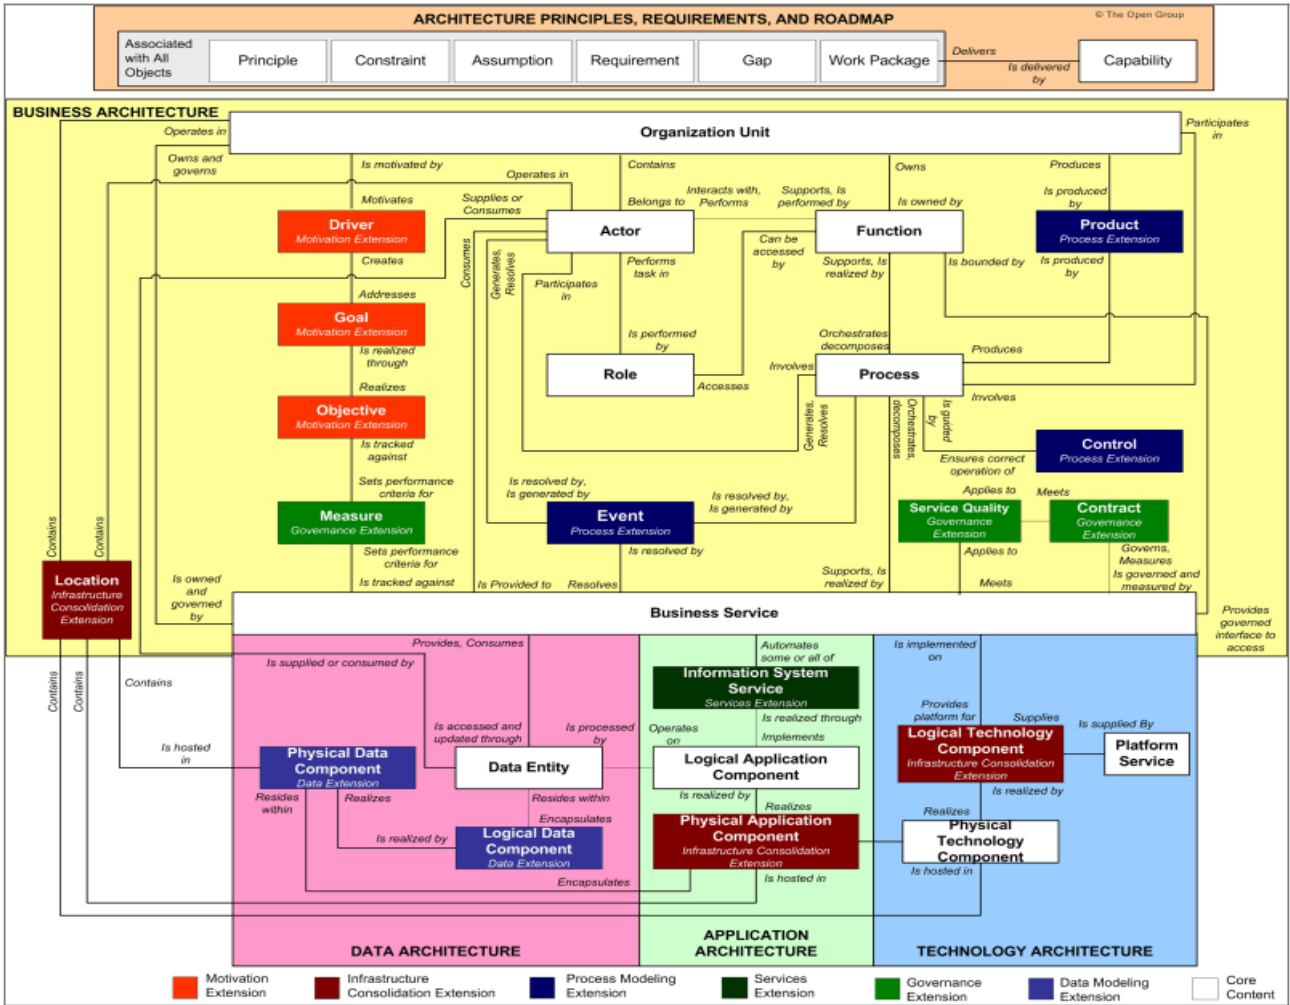 ARCHITECTURE PRINCIPLES, REQUIREMENTS, AND ROADMAP
© The Open Group
Associated
with All
Objects
Principle
Constraint
Assumption
Requirement
Gap
Work Package
Delivers
Is delivered
by
Capability
BUSINESS ARCHITECTURE
Operates in
Organization Unit
Participates
in
Owns and
governs
Is motivated by
Contains
Owns
Produces
Operates in
Motivates
Supplies or
Consumes
Belongs to
Interacts with,
Performs
Supports, Is
performed by
Is owned by
Is produced
by
Driver
Motivation Extension
Actor
Function
Product
Process Extension
Creates
Consumes
Generates,
Resolves
Performs
task in
Can be
accessed
by
Supports, Is
realized by
Is bounded by
Is produced
by
Addresses
Participates
in
Goal
Motivation Extension
Is realized
through
Is performed
by
Orchestrates
decomposes
Produces
Realizes
Role
Accesses
Involves
Process
Involves
Objective
Motivation Extension
Generates,
Resolves
Orchestrates,
decomposes
Is guided
by
Control
Process Extension
Is tracked
against
Ensures correct
operation of
Sets performance
criteria for
Is resolved by,
Is generated by
Is resolved by,
Is generated by
Applies to
Meets
Measure
Governance Extension
Event
Process Extension
Service Quality
Governance
Extension
Contract
Governance
Extension
Contains
Contains
Sets performance
criteria for
Is resolved by
Applies to
Governs,
Measures
Location
Infrastructure
Consolidation
Extension
Is owned
and
governed
by
Is tracked against
Is Provided to
Resolves
Supports, Is
realized by
Meets
Is governed and
measured by
Business Service
Provides
governed
interface to
access
Provides, Consumes
Automates
some or all of
Is implemented
on
Is supplied or consumed by
Information System
Service
Services Extension
Contains
Contains
Contains
Is accessed and
updated through
Is processed
by
Operates
on
Is realized through
Implements
Provides
platform for
Supplies
Is supplied By
Is hosted
in
Physical Data
Component
Data Extension
Data Entity
Logical Application
Component
Logical Technology
Component
Infrastructure Consolidation
Extension
Platform
Service
Resides
within
Realizes
Resides within
Is realized by
Is realized by
Realizes
Realizes
Encapsulates
Is realized by
Logical Data
Component
Data Extension
Physical Application
Component
Infrastructure Consolidation
Extension
Physical
Technology
Component
Encapsulates
Is hosted in
Is hosted in
DATA ARCHITECTURE
APPLICATION
ARCHITECTURE
TECHNOLOGY ARCHITECTURE
Motivation
Extension
Infrastructure
Consolidation Extension
Process Modeling
Extension
Services
Extension
Governance
Extension
Data Modeling
Extension
Core
Content